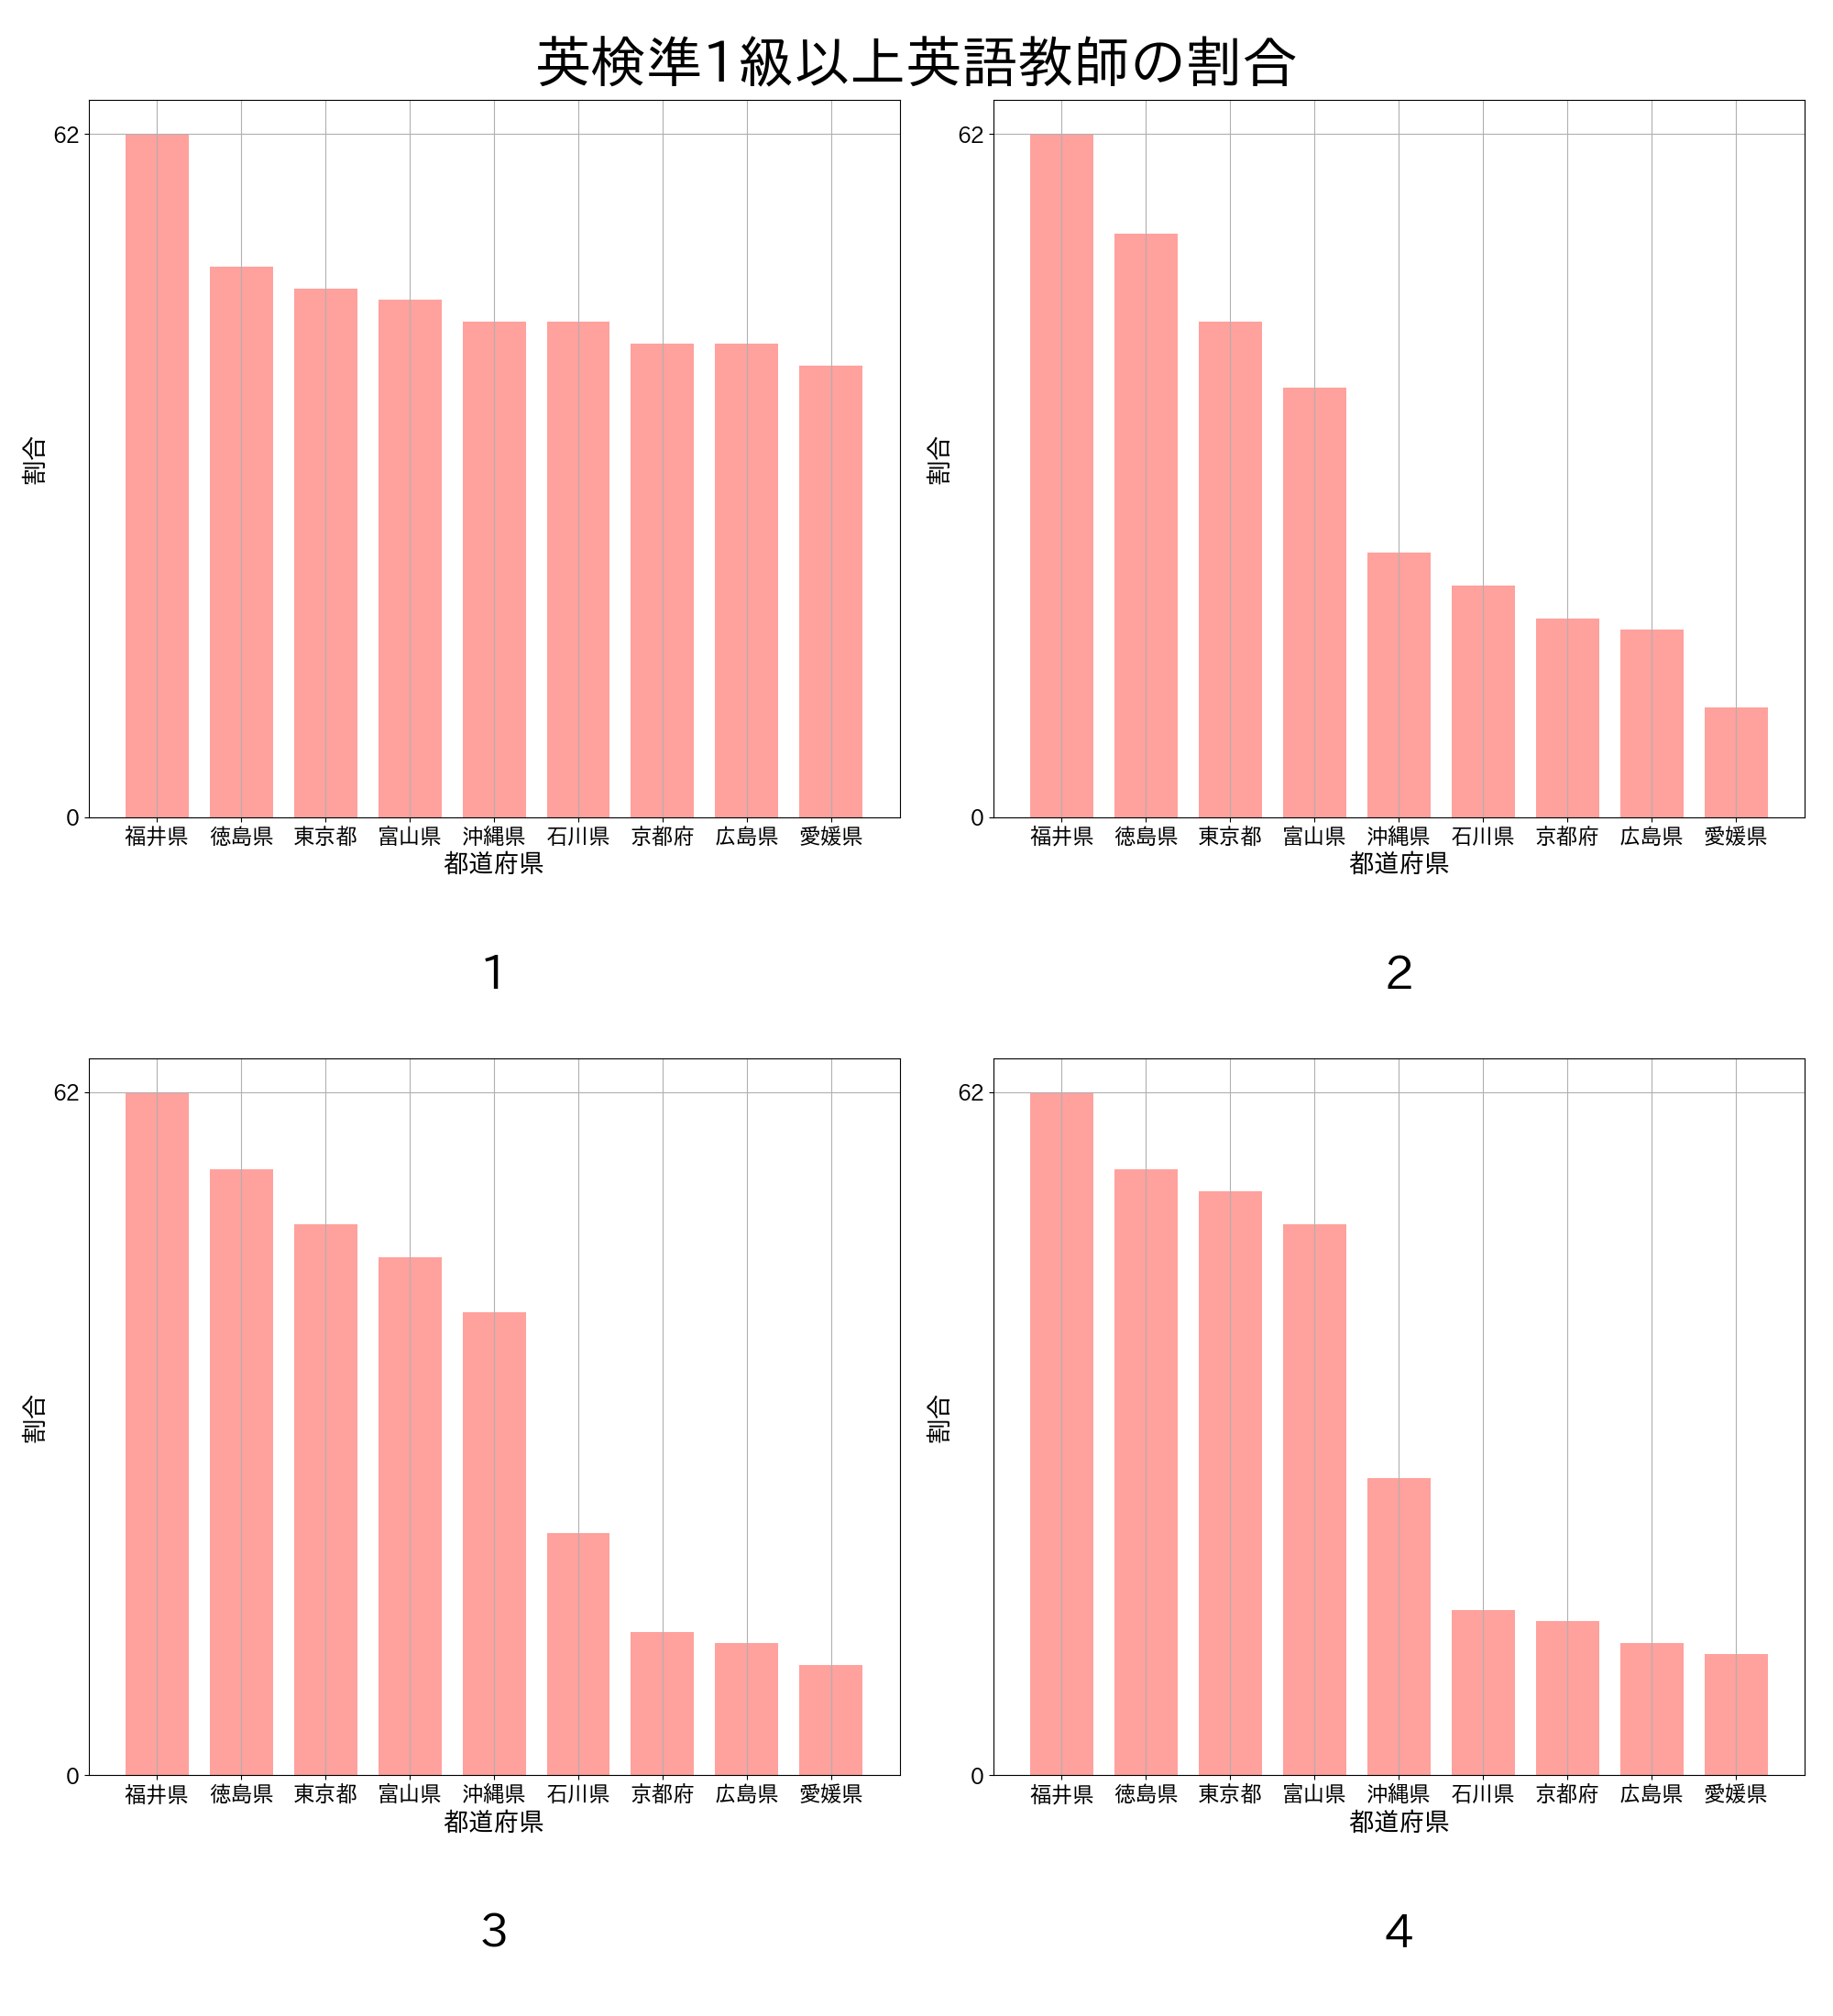 英検準1級以上英語教師の割合
62
0
割合
福井県 徳島県 東京都 富山県 沖縄県 石川県 京都府 広島県 愛媛県
都道府県
1
62
0
割合
福井県 徳島県 東京都 富山県 沖縄県 石川県 京都府 広島県 愛媛県
都道府県
2
62
0
割合
福井県 徳島県 東京都 富山県 沖縄県 石川県 京都府 広島県 愛媛県
都道府県
3
62
0
割合
福井県 徳島県 東京都 富山県 沖縄県 石川県 京都府 広島県 愛媛県
都道府県
4